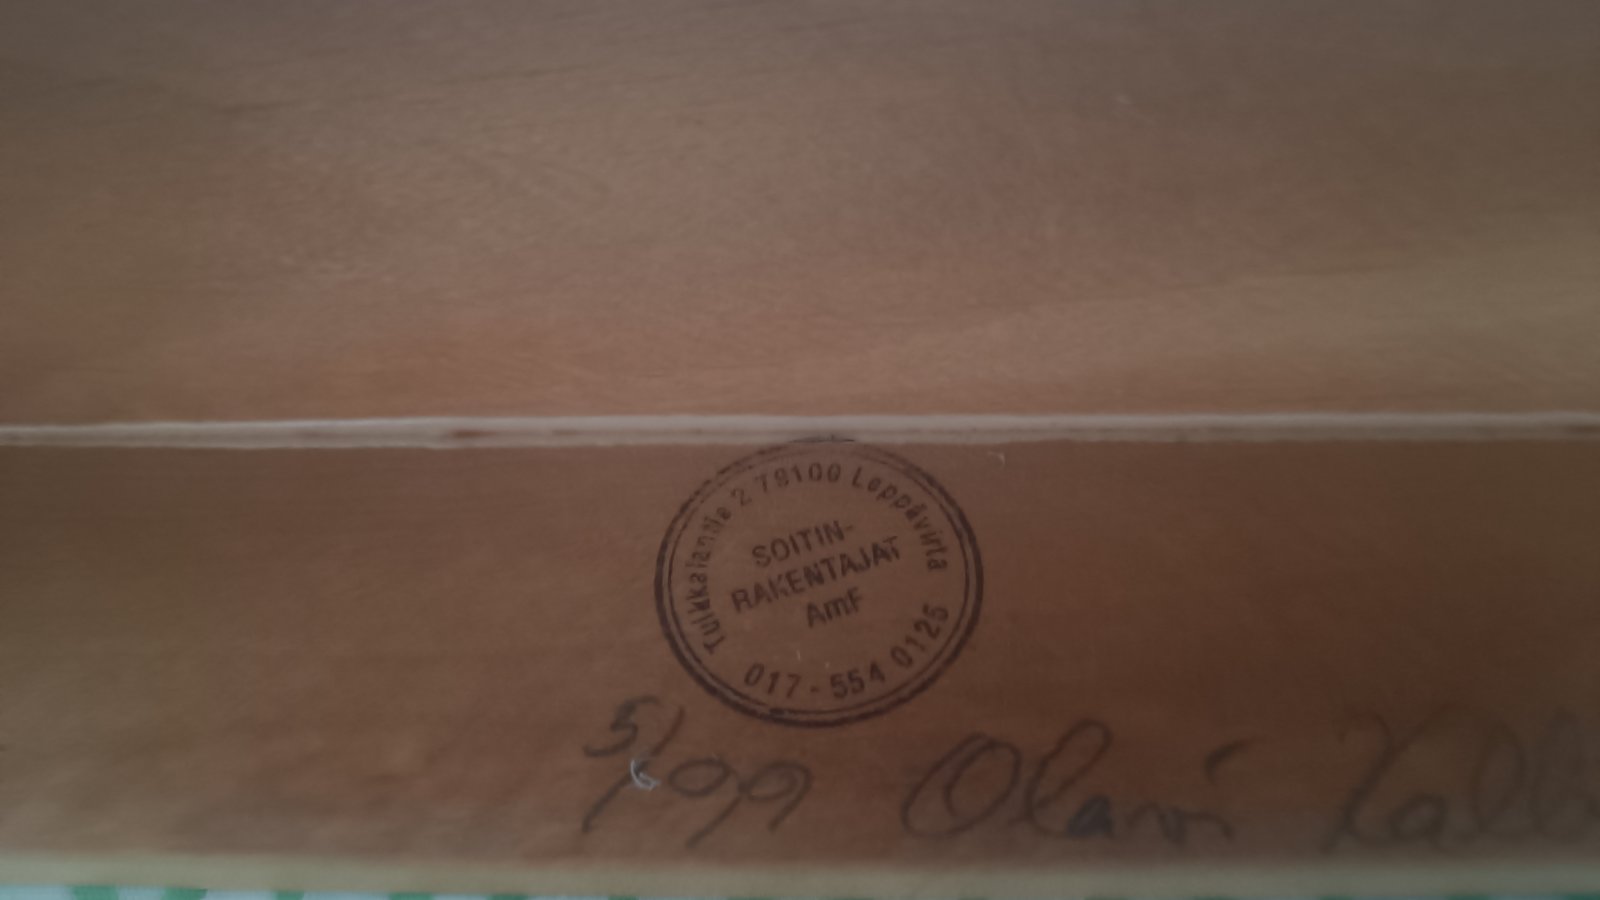 Tulkkalantie 2 79100 Leppävirta
SOITIN-
RAKENTAJAT
AmF
017 - 554 0125
5/99 Olavi